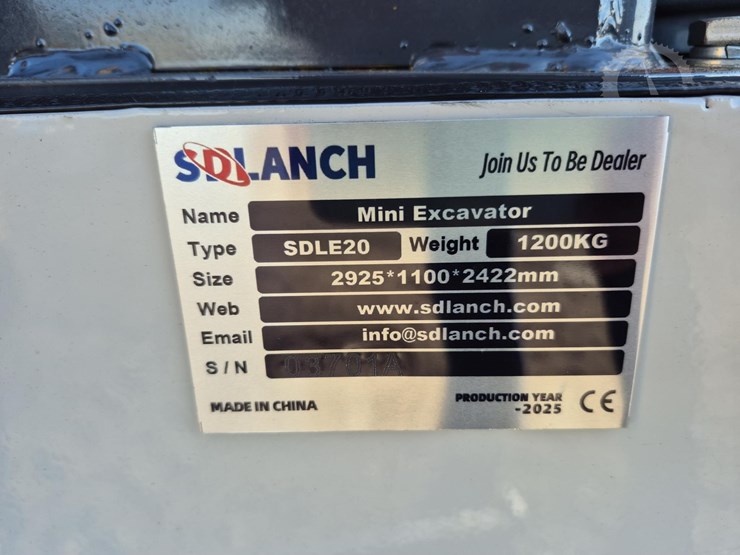 SDLANCH
Join Us To Be Dealer
Name Mini Excavator
Type SDLE20 Weight 1200KG
Size 2925*1100*2422mm
Web www.sdlanch.com
Email info@sdlanch.com
S/N
MADE IN CHINA
PRODUCTION YEAR
-2025
CE